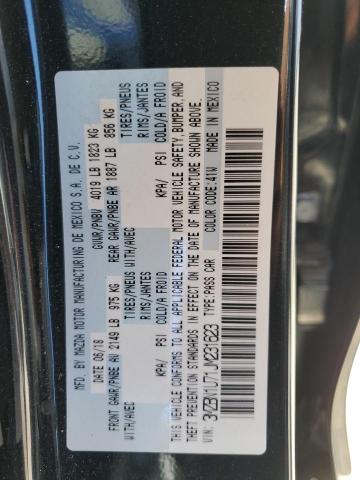 MFD. BY MAZDA MOTOR MANUFACTURING DE MEXICO S.A. DE C.V.
DATE 06/18 GVWR/PNBV 4019 LB 1823 KG
FRONT GAWR/PNBE AV 2149 LB 975 KG REAR GAWR/PNBE AR 1887 LB 856 KG
WITH/AVEC TIRES/PNEUS WITH/AVEC TIRES/PNEUS
RIMS/JANTES RIMS/JANTES
KPA/ PSI COLD/A FROID KPA/ PSI COLD/A FROID
THIS VEHICLE CONFORMS TO ALL APPLICABLE FEDERAL MOTOR VEHICLE SAFETY, BUMPER, AND
THEFT PREVENTION STANDARDS IN EFFECT ON THE DATE OF MANUFACTURE SHOWN ABOVE.
VIN: 3MZBN1U71JM231623 TYPE:PASS CAR COLOR CODE:41W MADE IN MEXICO